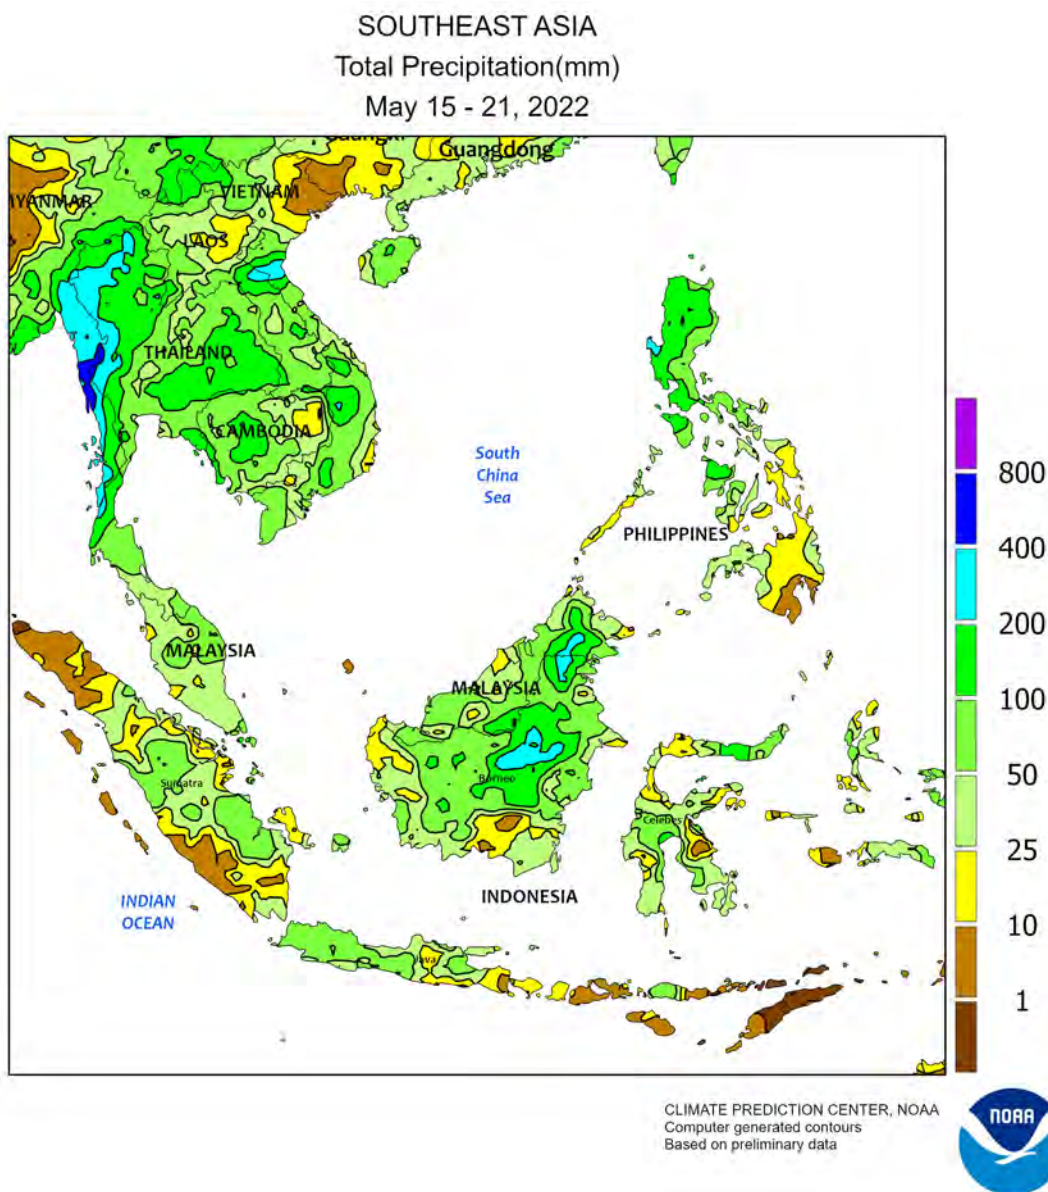 SOUTHEAST ASIA
Total Precipitation(mm)
May 15 - 21, 2022
Guangdong
VIETNAM
LAOS
THAILAND
CAMBODIA
South
China
Sea
PHILIPPINES
MALAYSIA
MALAYSIA
Sumatra
Borneo
Celebes
INDONESIA
INDIAN
OCEAN
Java
800
400
200
100
50
25
10
1
CLIMATE PREDICTION CENTER, NOAA
Computer generated contours
Based on preliminary data
NOAA